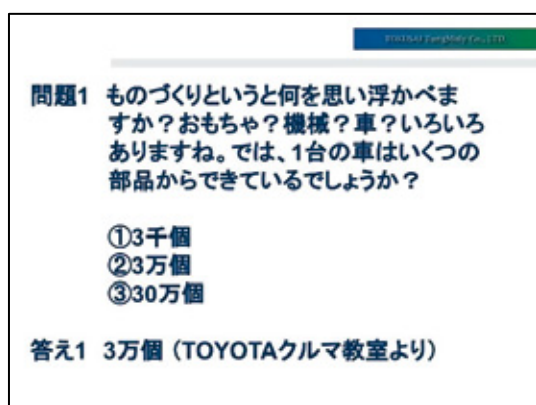 問題1 ものづくりというと何を思い浮かべま
すか？おもちゃ？機械？車？いろいろ
ありますね。では、1台の車はいくつの
部品からできているでしょうか？
①3千個
②3万個
③30万個
答え1 3万個（TOYOTAクルマ教室より）